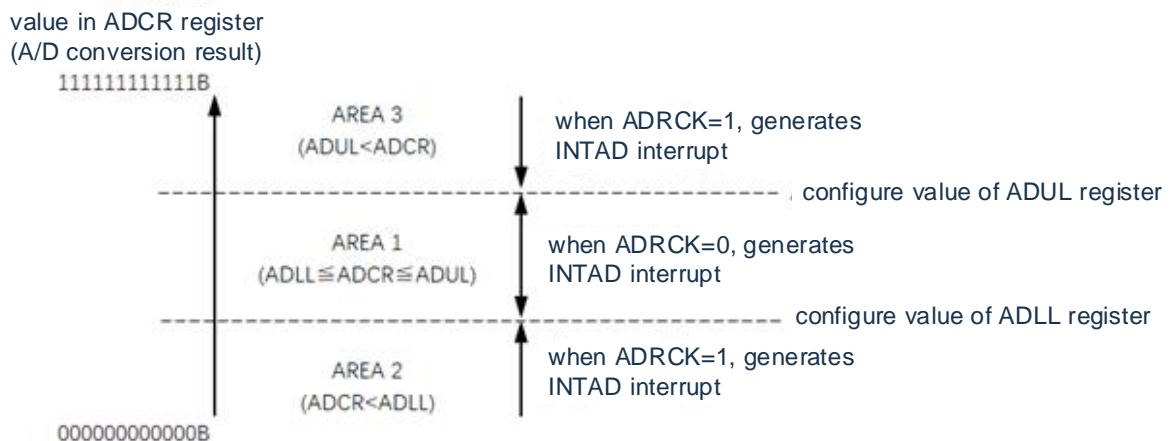 value in ADCR register
(A/D conversion result)
111111111111B
AREA 3
(ADUL<ADCR)
when ADRCK=1, generates
INTAD interrupt
configure value of ADUL register
AREA 1
(ADLL≦ADCR≦ADUL)
when ADRCK=0, generates
INTAD interrupt
configure value of ADLL register
AREA 2
(ADCR<ADLL)
when ADRCK=1, generates
INTAD interrupt
000000000000B